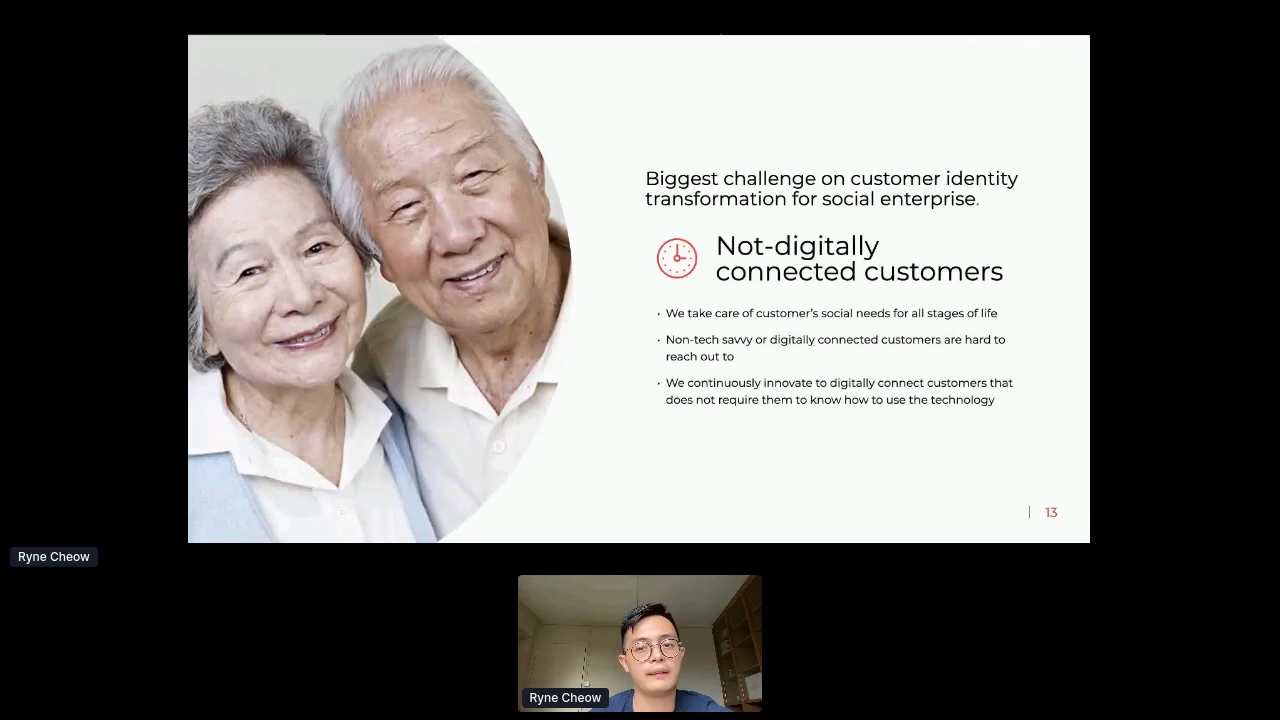 Biggest challenge on customer identity
transformation for social enterprise.
Not-digitally
connected customers
· We take care of customer's social needs for all stages of life
· Non-tech savvy or digitally connected customers are hard to
reach out to
· We continuously innovate to digitally connect customers that
does not require them to know how to use the technology
13
Ryne Cheow
Ryne Cheow